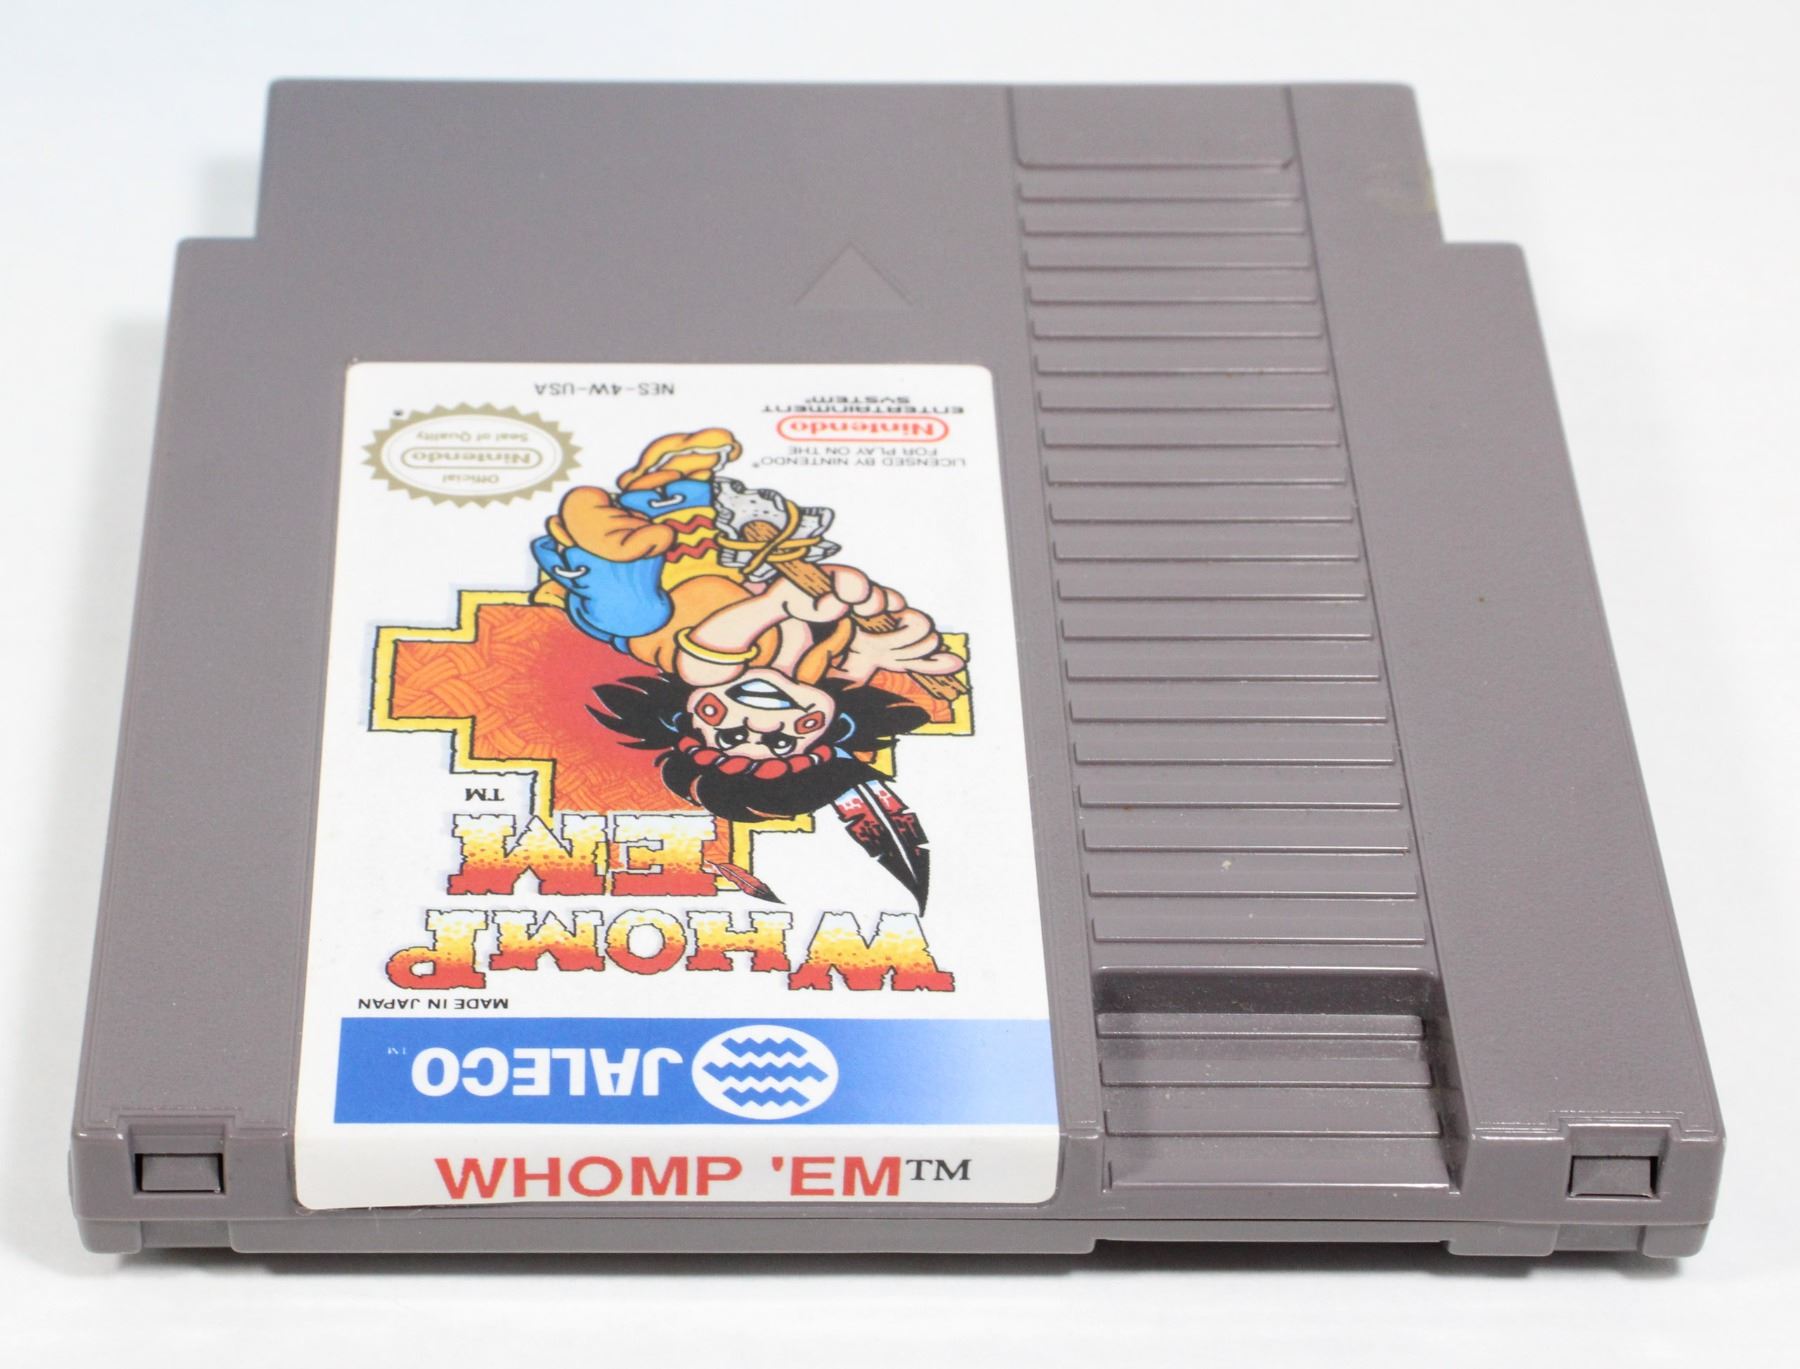 WHOMP 'EM™
JALECO™
MADE IN JAPAN
WHOMP
'EM
TM
LICENSED BY NINTENDO®
FOR PLAY ON THE
Nintendo
ENTERTAINMENT
SYSTEM®
Official
Nintendo
Seal of Quality
NES-4W-USA